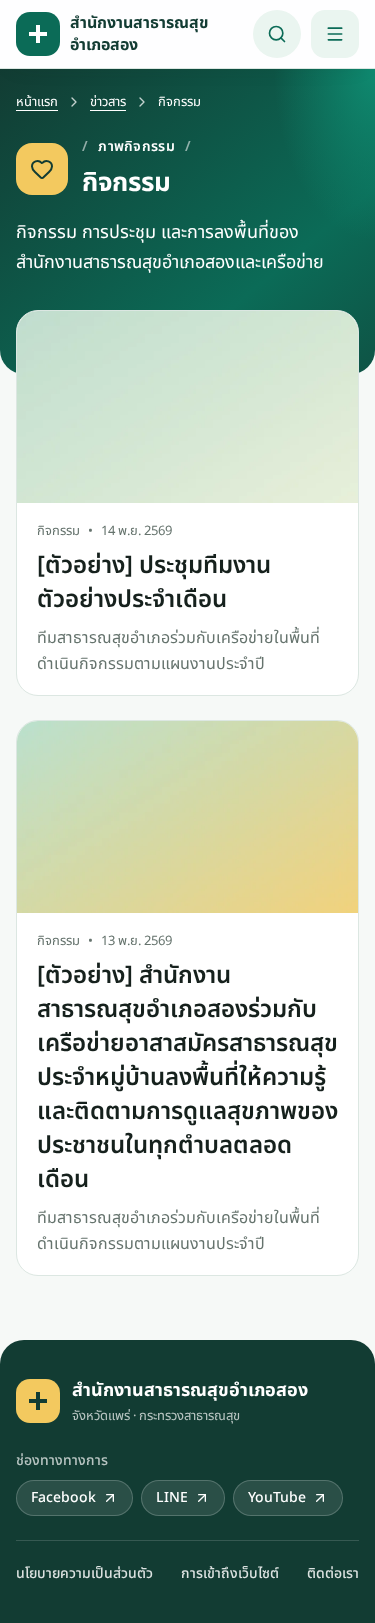 สำนักงานสาธารณสุข
อำเภอสอง
หน้าแรก > ข่าวสาร > กิจกรรม
/ ภาพกิจกรรม /
กิจกรรม
กิจกรรม การประชุม และการลงพื้นที่ของ
สำนักงานสาธารณสุขอำเภอสองและเครือข่าย
กิจกรรม • 14 พ.ย. 2569
[ตัวอย่าง] ประชุมทีมงาน
ตัวอย่างประจำเดือน
ทีมสาธารณสุขอำเภอร่วมกับเครือข่ายในพื้นที่
ดำเนินกิจกรรมตามแผนงานประจำปี
กิจกรรม • 13 พ.ย. 2569
[ตัวอย่าง] สำนักงาน
สาธารณสุขอำเภอสองร่วมกับ
เครือข่ายอาสาสมัครสาธารณสุข
ประจำหมู่บ้านลงพื้นที่ให้ความรู้
และติดตามการดูแลสุขภาพของ
ประชาชนในทุกตำบลตลอด
เดือน
ทีมสาธารณสุขอำเภอร่วมกับเครือข่ายในพื้นที่
ดำเนินกิจกรรมตามแผนงานประจำปี
สำนักงานสาธารณสุขอำเภอสอง
จังหวัดแพร่ · กระทรวงสาธารณสุข
ช่องทางทางการ
Facebook LINE YouTube
นโยบายความเป็นส่วนตัว การเข้าถึงเว็บไซต์ ติดต่อเรา